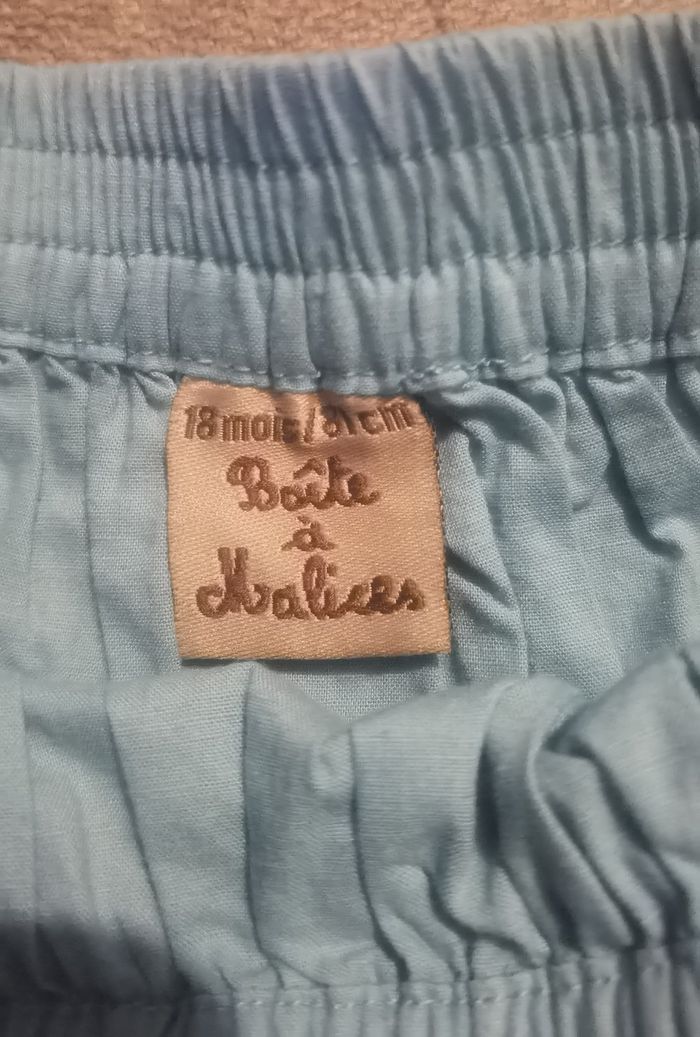 18 mois / 81 cm
Boîte
à
Malices